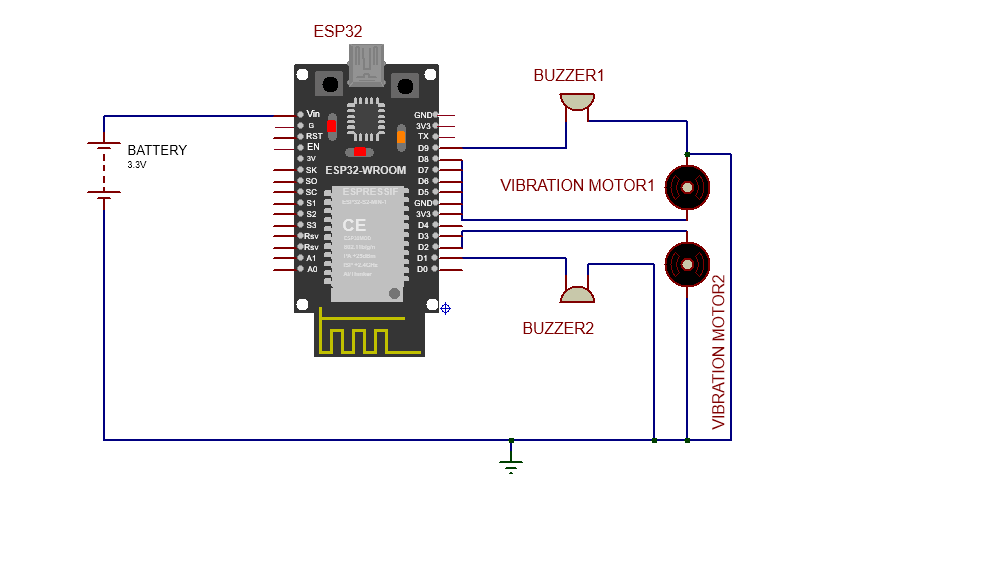 ESP32
BUZZER1
BATTERY
3.3V
Vin
G
RST
EN
3V
SK
SO
SC
S1
S2
S3
Rsv
Rsv
A1
A0
GND
3V3
TX
D9
D8
D7
D6
D5
GND
3V3
D4
D3
D2
D1
D0
ESP32-WROOM
ESPRESSIF
CE
VIBRATION MOTOR1
VIBRATION MOTOR2
BUZZER2